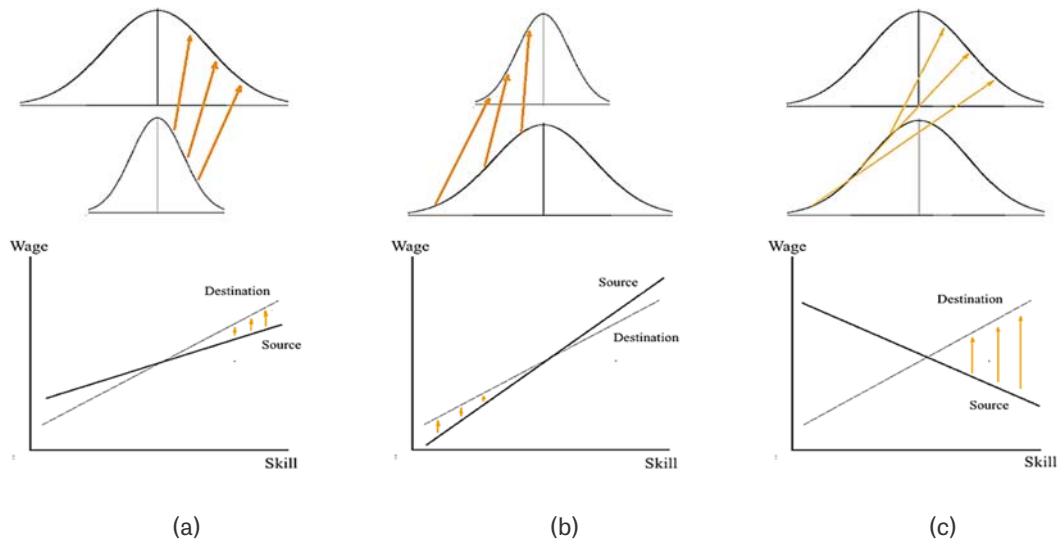 Wage
Destination
Source
Skill
(a)
Wage
Source
Destination
Skill
(b)
Wage
Destination
Source
Skill
(c)